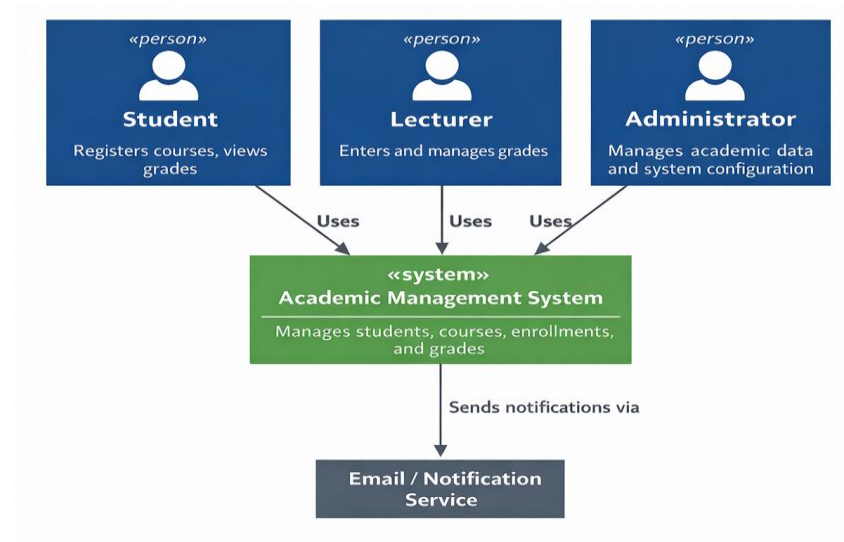 «person»
Student
Registers courses, views
grades
«person»
Lecturer
Enters and manages grades
«person»
Administrator
Manages academic data
and system configuration
Uses
Uses
Uses
«system»
Academic Management System
Manages students, courses, enrollments,
and grades
Sends notifications via
Email / Notification
Service